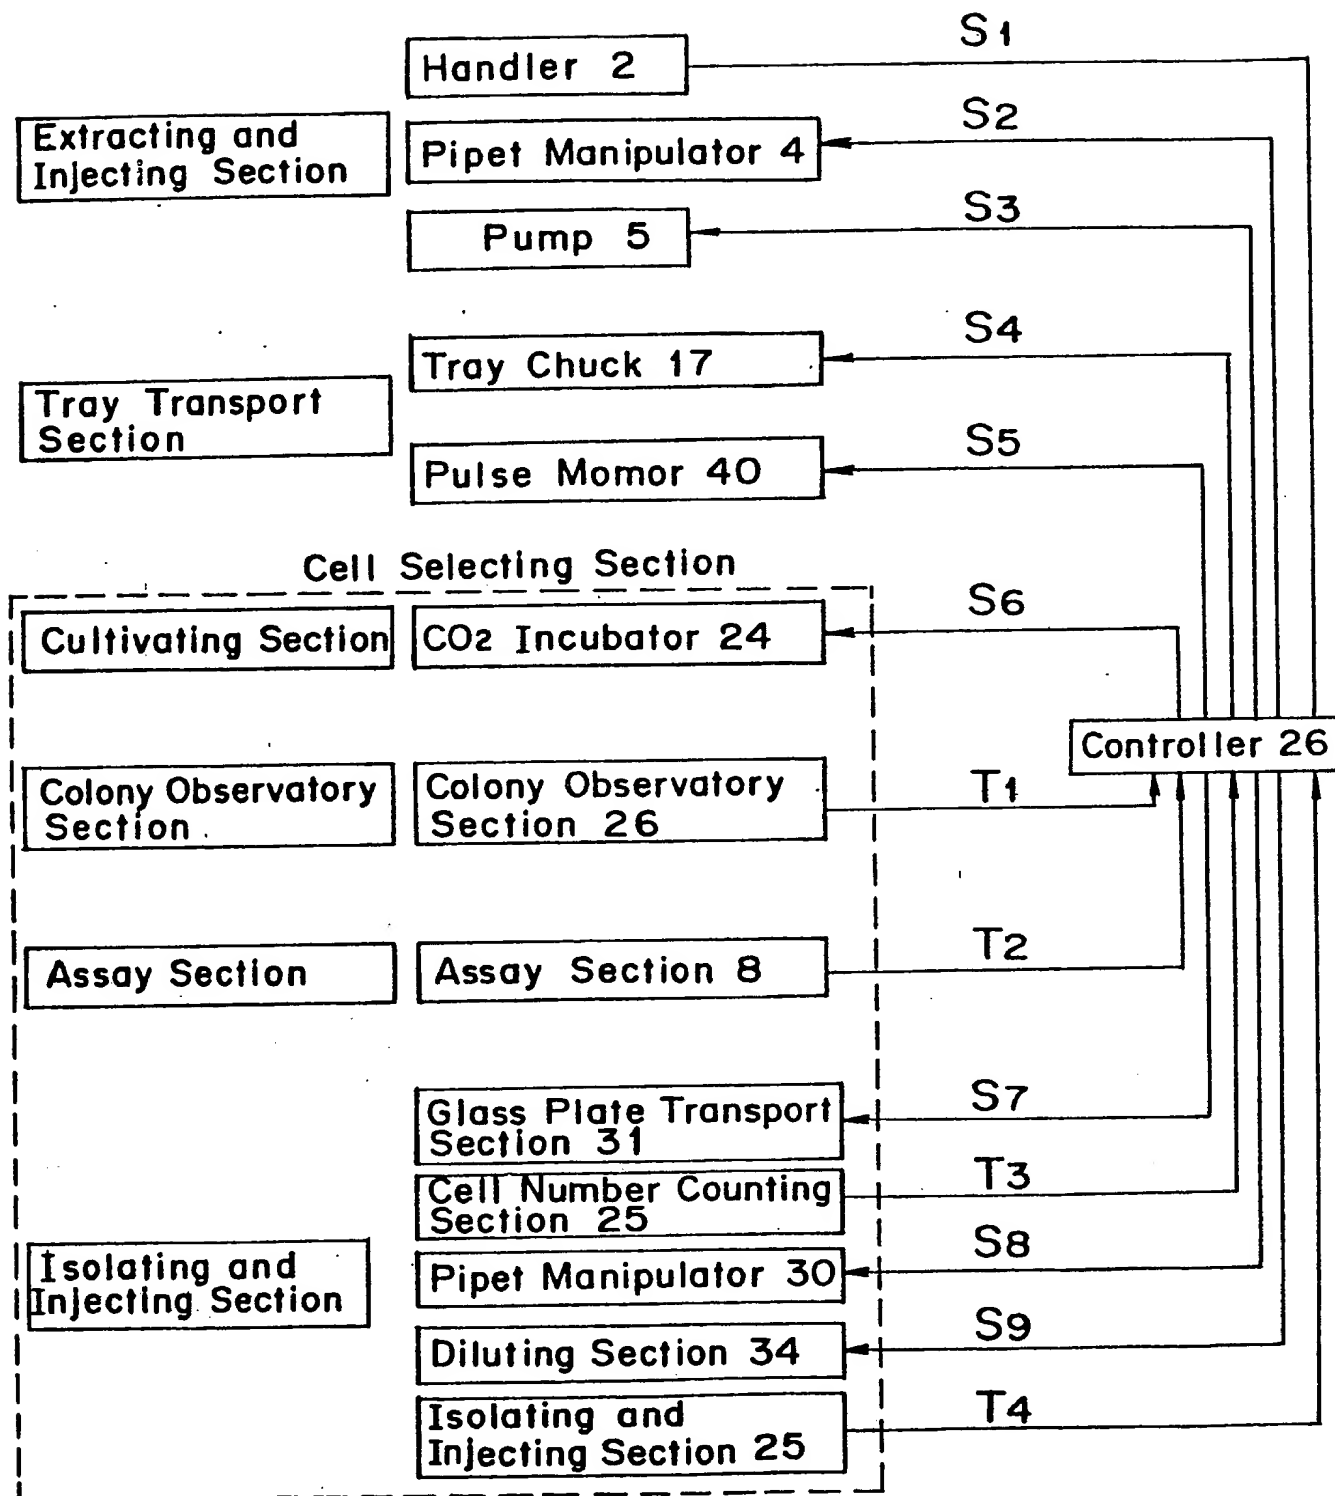 S1
Handler 2
Extracting and
Injecting Section
S2
Pipet Manipulator 4
S3
Pump 5
S4
Tray Chuck 17
Tray Transport
Section
S5
Pulse Momor 40
Cell Selecting Section
S6
Cultivating Section
CO2 Incubator 24
Controller 26
Colony Observatory
Section
Colony Observatory
Section 26
T1
Assay Section
Assay Section 8
T2
Glass Plate Transport
Section 31
S7
Cell Number Counting
Section 25
T3
Isolating and
Injecting Section
Pipet Manipulator 30
S8
Diluting Section 34
S9
Isolating and
Injecting Section 25
T4